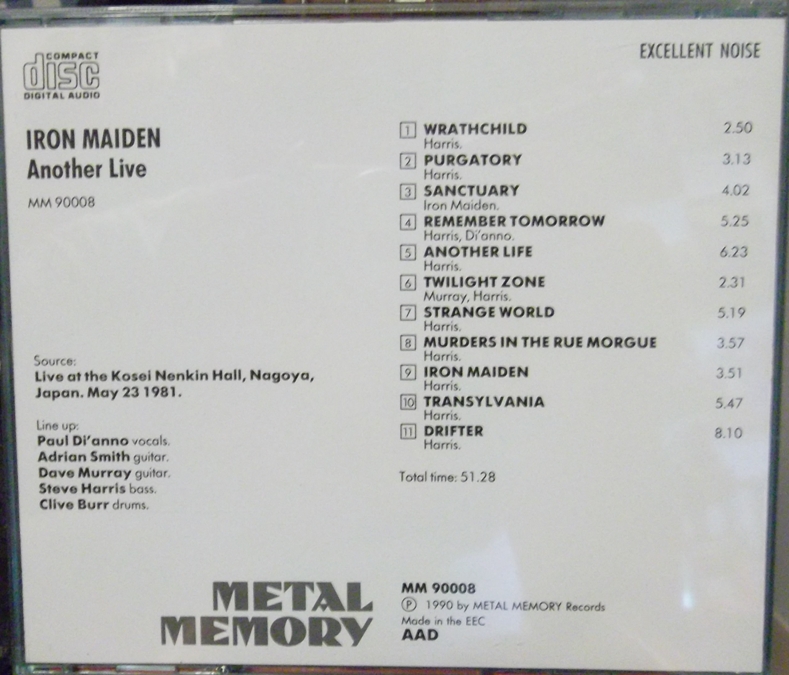 COMPACT
disc
DIGITAL AUDIO
EXCELLENT NOISE
IRON MAIDEN
Another Live
MM 90008
1 WRATHCHILD 2.50
Harris.
2 PURGATORY 3.13
Harris.
3 SANCTUARY 4.02
Iron Maiden.
4 REMEMBER TOMORROW 5.25
Harris, Di'anno.
5 ANOTHER LIFE 6.23
Harris.
6 TWILIGHT ZONE 2.31
Murray, Harris.
7 STRANGE WORLD 5.19
Harris.
8 MURDERS IN THE RUE MORGUE 3.57
Harris.
9 IRON MAIDEN 3.51
Harris.
10 TRANSYLVANIA 5.47
Harris.
11 DRIFTER 8.10
Harris.
Total time: 51.28
Source:
Live at the Kosei Nenkin Hall, Nagoya,
Japan. May 23 1981.
Line up:
Paul Di'anno vocals.
Adrian Smith guitar.
Dave Murray guitar.
Steve Harris bass.
Clive Burr drums.
METAL
MEMORY
MM 90008
Ⓟ 1990 by METAL MEMORY Records
Made in the EEC
AAD